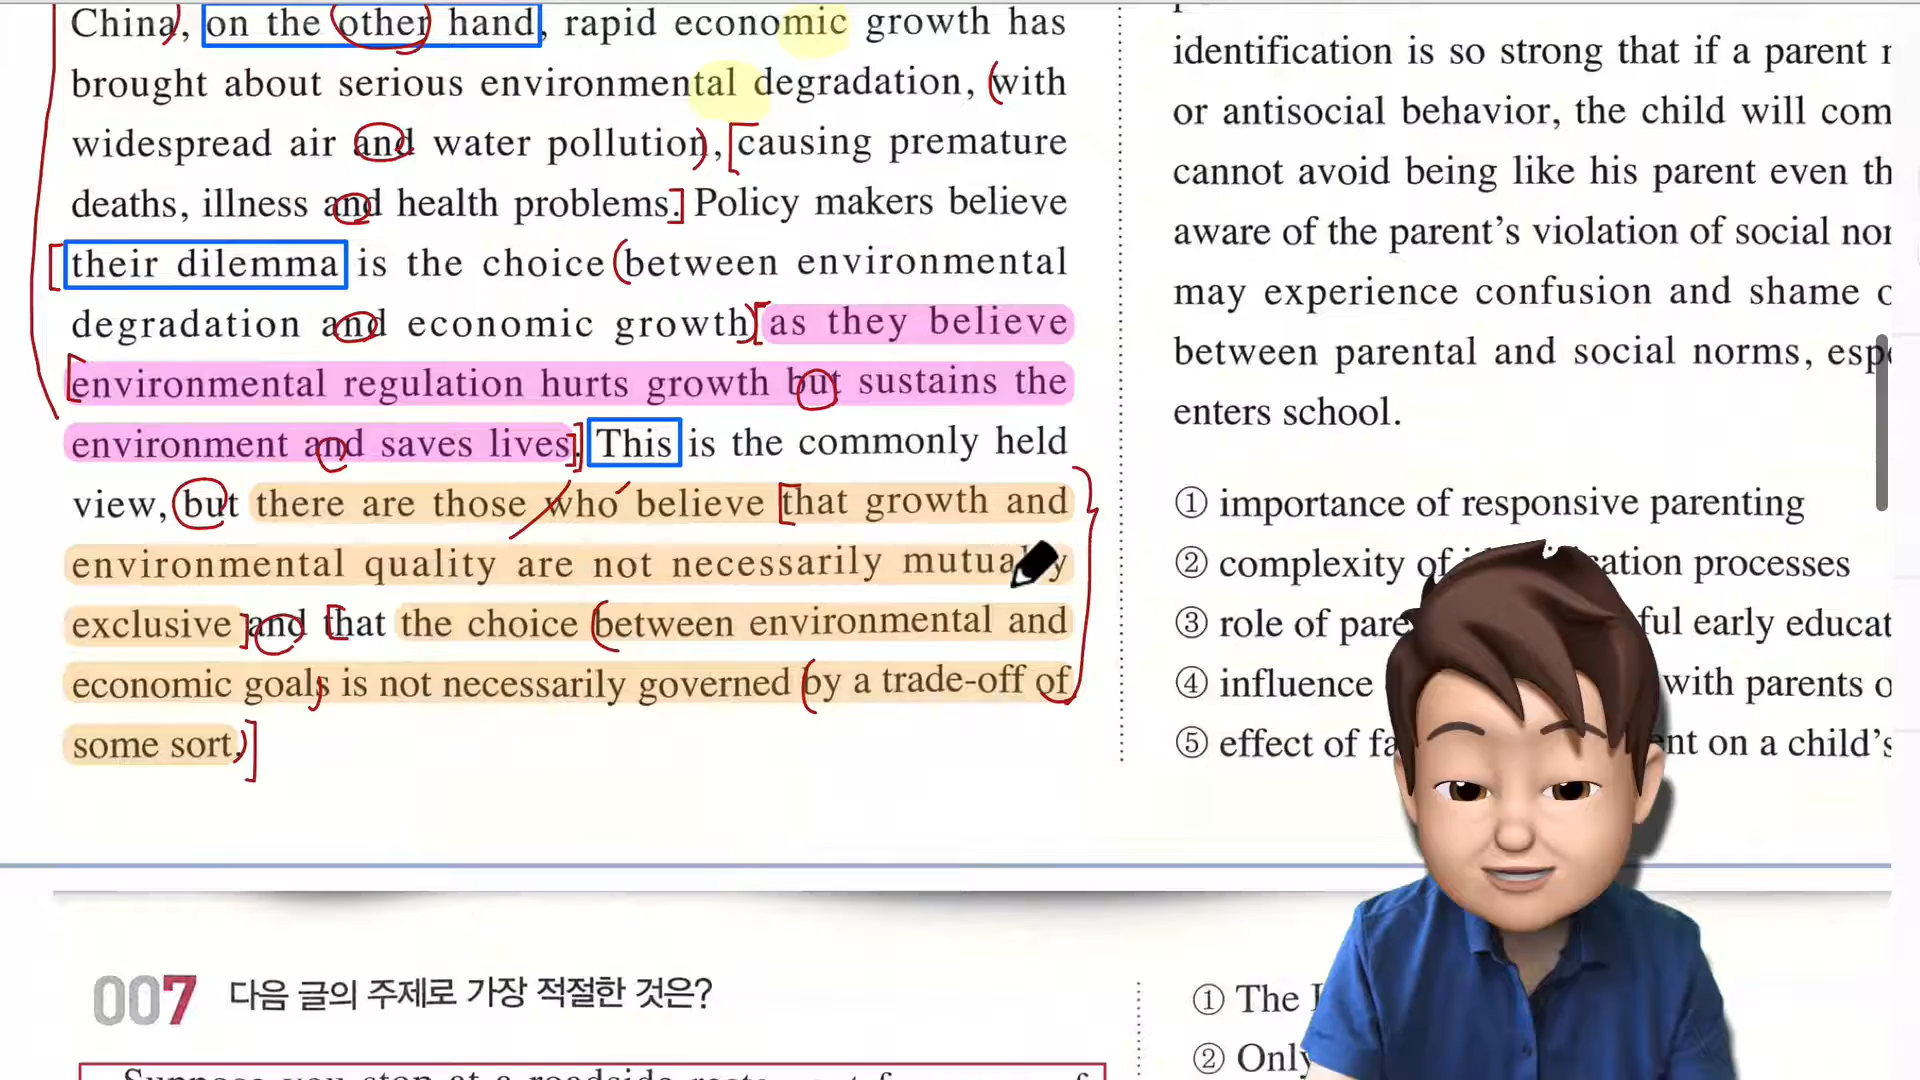 China, on the other hand, rapid economic growth has
brought about serious environmental degradation, with
widespread air and water pollution, causing premature
deaths, illness and health problems. Policy makers believe
their dilemma is the choice between environmental
degradation and economic growth as they believe
environmental regulation hurts growth but sustains the
environment and saves lives. This is the commonly held
view, but there are those who believe that growth and
environmental quality are not necessarily mutually
exclusive and that the choice between environmental and
economic goals is not necessarily governed by a trade-off of
some sort.
identification is so strong that if a parent
or antisocial behavior, the child will com
cannot avoid being like his parent even th
aware of the parent's violation of social nor
may experience confusion and shame
between parental and social norms, espe
enters school.
① importance of responsive parenting
② complexity of identification processes
③ role of pare ful early educat
④ influence with parents o
⑤ effect of fa nt on a child's
007 다음 글의 주제로 가장 적절한 것은?
① The
② Only
Suppose you stop at a roadside